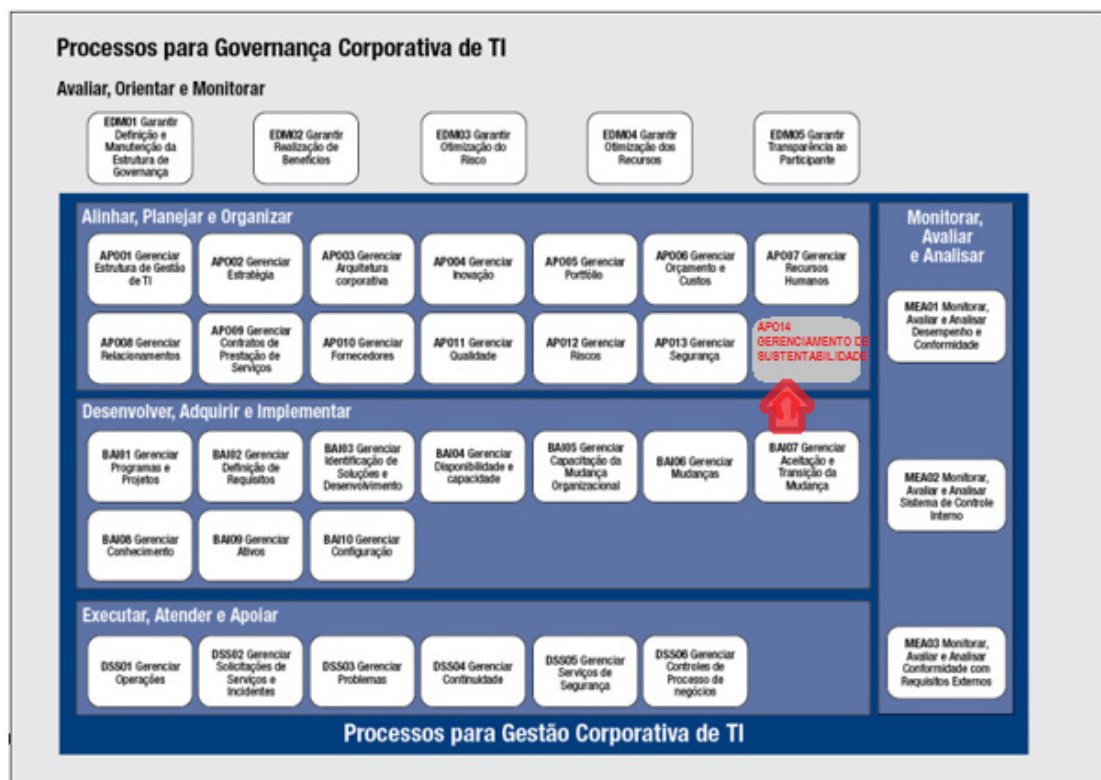 Processos para Governança Corporativa de TI
Avaliar, Orientar e Monitorar
EDM01 Garantir
Definição e
Manutenção da
Estrutura de
Governança
EDM02 Garantir
Realização de
Benefícios
EDM03 Garantir
Otimização do
Risco
EDM04 Garantir
Otimização dos
Recursos
EDM05 Garantir
Transparência ao
Participante
Alinhar, Planejar e Organizar
APO01 Gerenciar
Estrutura de Gestão
de TI
APO02 Gerenciar
Estratégia
APO03 Gerenciar
Arquitetura
corporativa
APO04 Gerenciar
Inovação
APO05 Gerenciar
Portfólio
APO06 Gerenciar
Orçamento e
Custos
APO07 Gerenciar
Recursos
Humanos
APO08 Gerenciar
Relacionamentos
APO09 Gerenciar
Contratos de
Prestação de
Serviços
APO10 Gerenciar
Fornecedores
APO11 Gerenciar
Qualidade
APO12 Gerenciar
Riscos
APO13 Gerenciar
Segurança
APO14
GERENCIAMENTO DE
SUSTENTABILIDADE
Desenvolver, Adquirir e Implementar
BAI01 Gerenciar
Programas e
Projetos
BAI02 Gerenciar
Definição de
Requisitos
BAI03 Gerenciar
Identificação de
Soluções e
Desenvolvimento
BAI04 Gerenciar
Disponibilidade e
capacidade
BAI05 Gerenciar
Capacitação da
Mudança
Organizacional
BAI06 Gerenciar
Mudanças
BAI07 Gerenciar
Aceitação e
Transição da
Mudança
BAI08 Gerenciar
Conhecimento
BAI09 Gerenciar
Ativos
BAI10 Gerenciar
Configuração
Executar, Atender e Apoiar
DSS01 Gerenciar
Operações
DSS02 Gerenciar
Solicitações de
Serviços e
Incidentes
DSS03 Gerenciar
Problemas
DSS04 Gerenciar
Continuidade
DSS05 Gerenciar
Serviços de
Segurança
DSS06 Gerenciar
Controles de
Processo de
negócios
Monitorar,
Avaliar
e Analisar
MEA01 Monitorar,
Avaliar e Analisar
Desempenho e
Conformidade
MEA02 Monitorar,
Avaliar e Analisar
Sistema de Controle
Interno
MEA03 Monitorar,
Avaliar e Analisar
Conformidade com
Requisitos Externos
Processos para Gestão Corporativa de TI